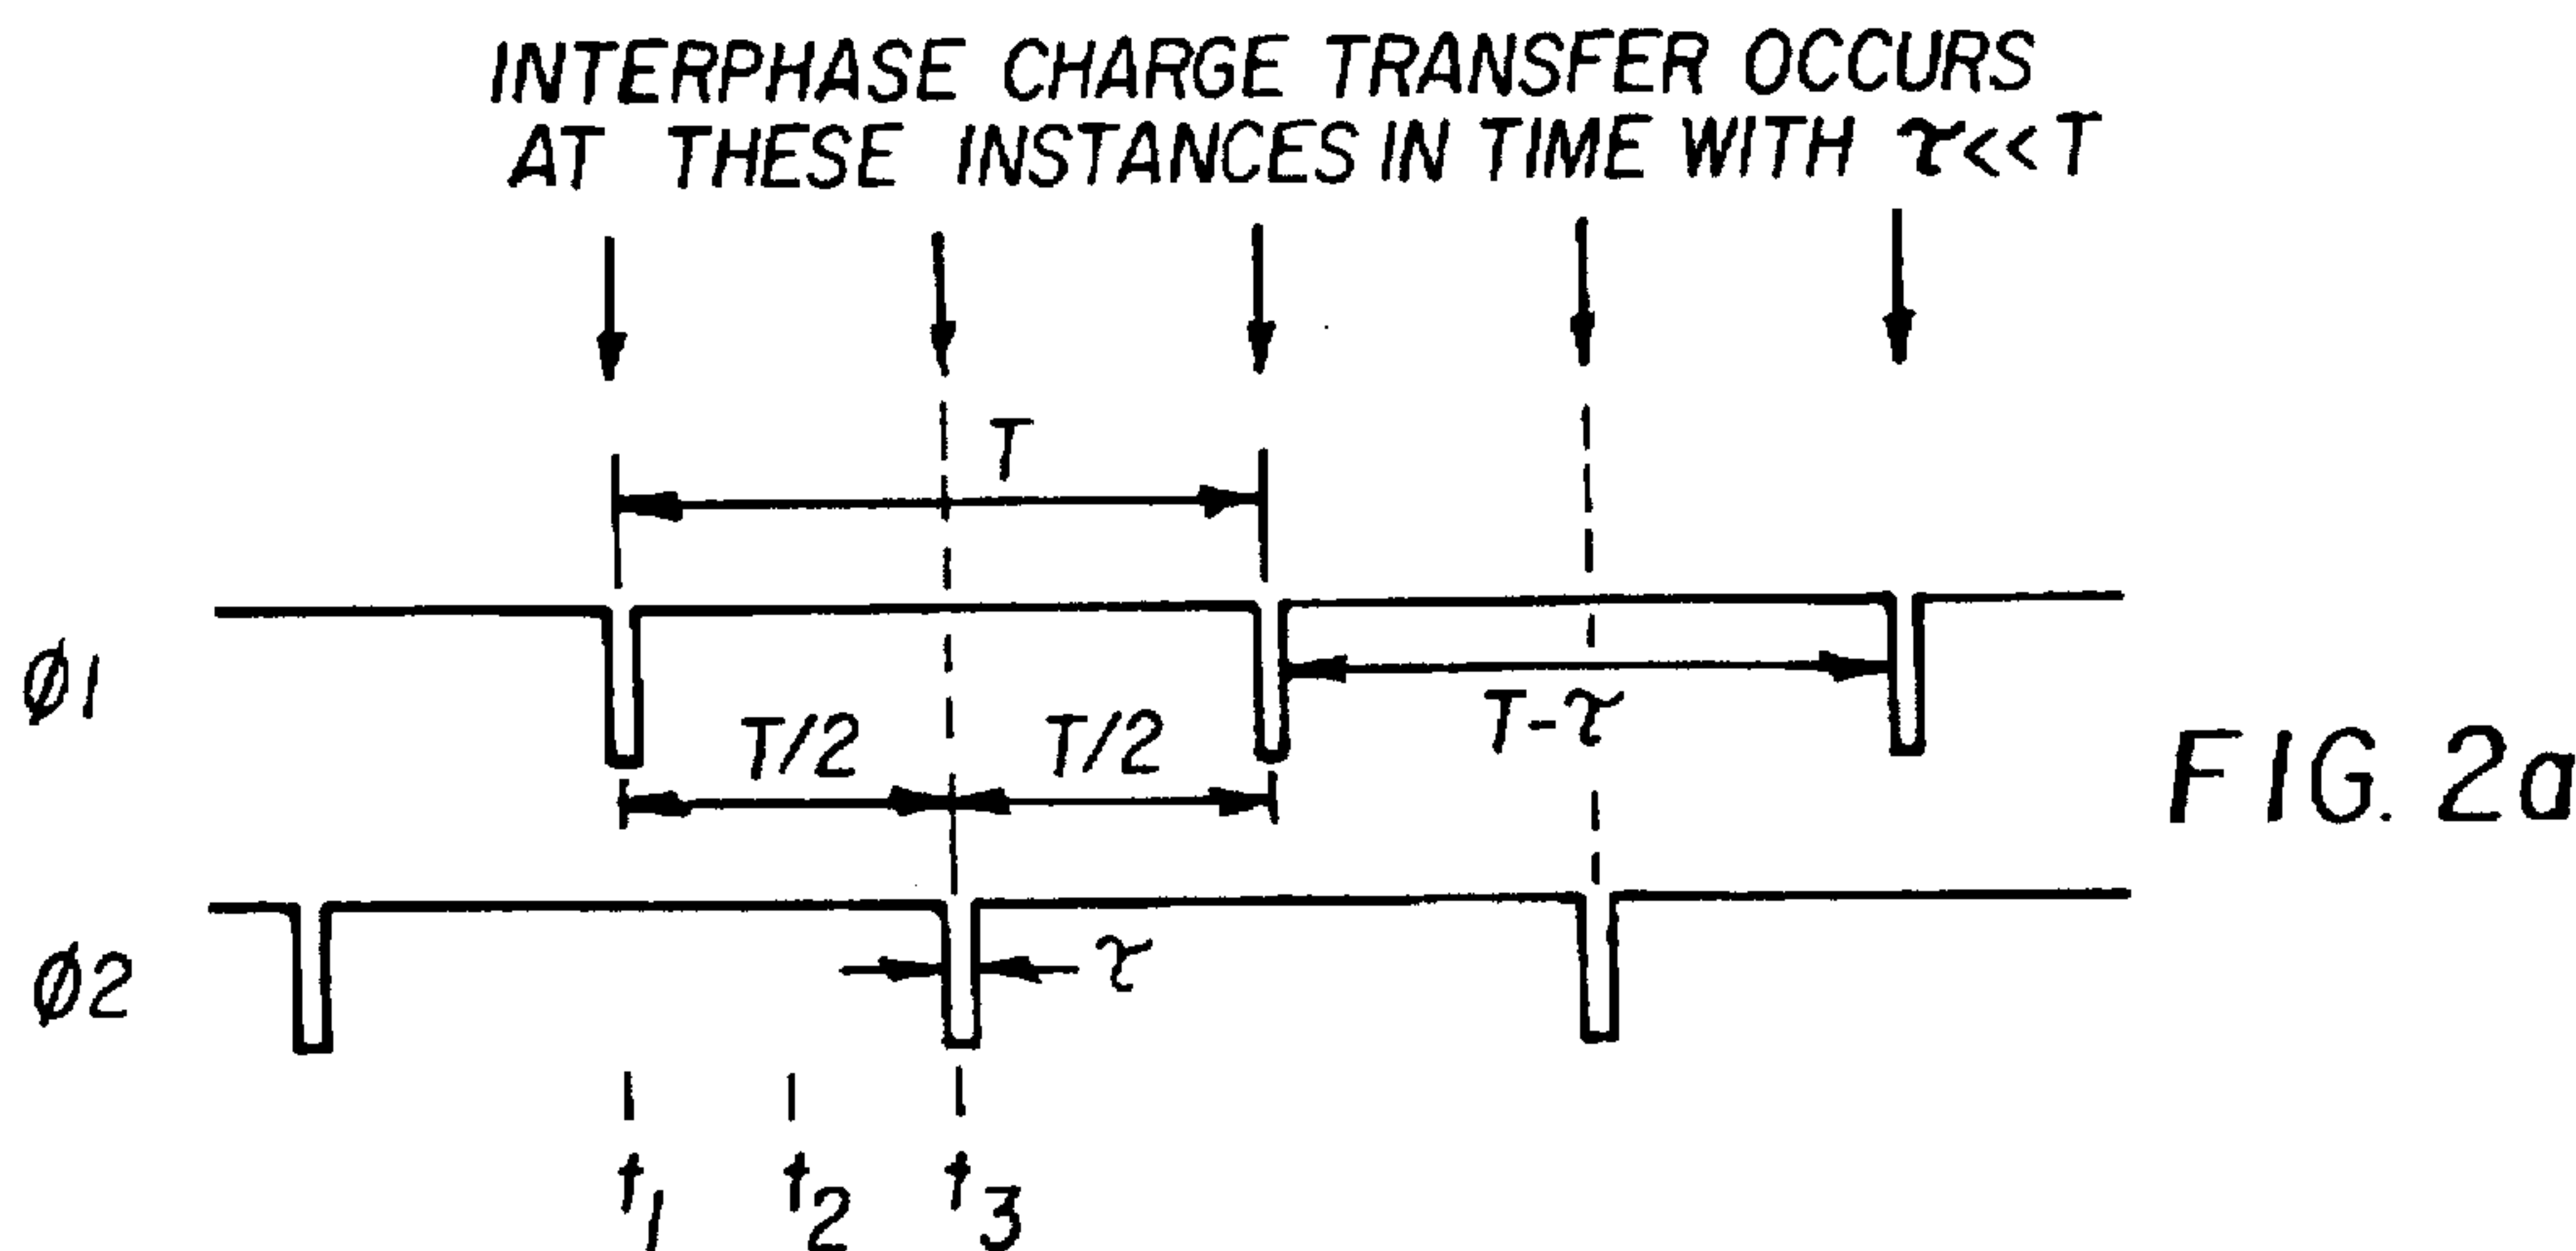 INTERPHASE CHARGE TRANSFER OCCURS
AT THESE INSTANCES IN TIME WITH τ<<T
T
Ø1
T/2
T/2
T-τ
FIG. 2a
Ø2
τ
t1
t2
t3